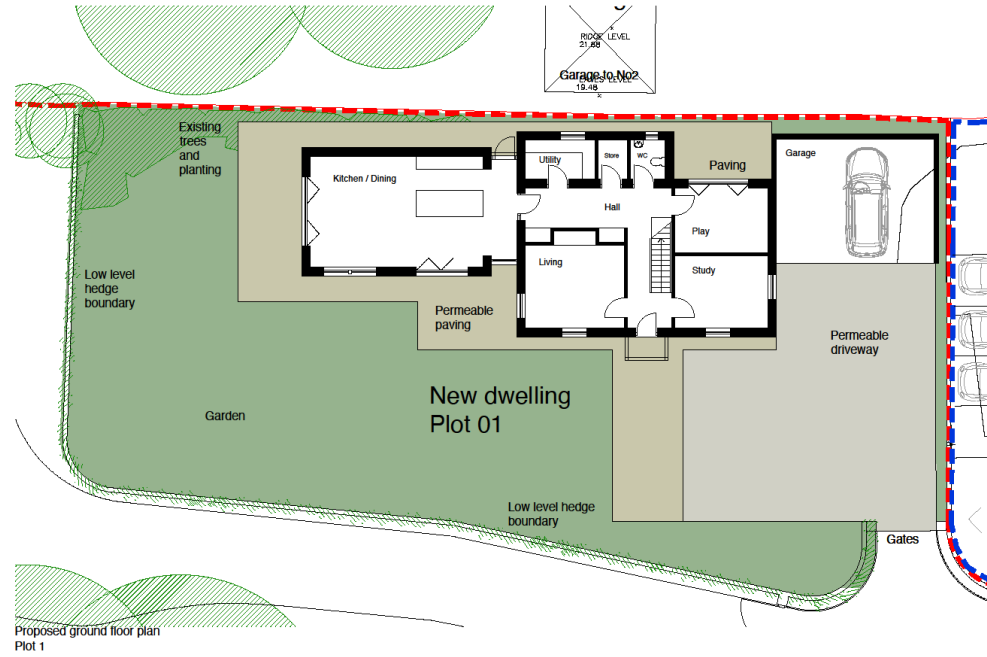 RIDGE LEVEL
21.88
Garage to No2
EAVES LEVEL
19.48
Existing
trees
and
planting
Utility
Store
WC
Paving
Garage
Kitchen / Dining
Hall
Play
Living
Study
Low level
hedge
boundary
Permeable
paving
Permeable
driveway
New dwelling
Plot 01
Garden
Low level hedge
boundary
Gates
Proposed ground floor plan
Plot 1